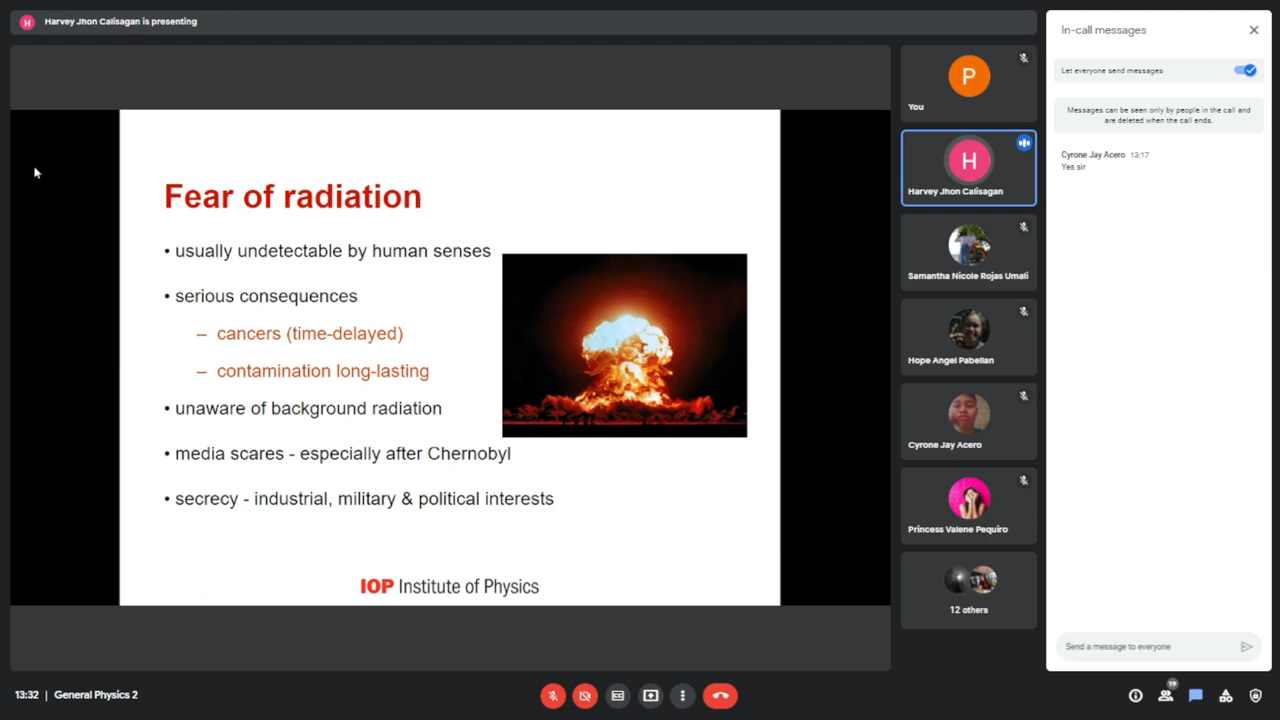 H Harvey Jhon Calisagan is presenting
Fear of radiation
• usually undetectable by human senses
• serious consequences
– cancers (time-delayed)
– contamination long-lasting
• unaware of background radiation
• media scares - especially after Chernobyl
• secrecy - industrial, military & political interests
IOP Institute of Physics
P
You
H
Harvey Jhon Calisagan
Samantha Nicole Rojas Umali
Hope Angel Pabellan
Cyrone Jay Acero
Princess Valene Pequiro
12 others
In-call messages
Let everyone send messages
Messages can be seen only by people in the call and
are deleted when the call ends.
Cyrone Jay Acero 13:17
Yes sir
Send a message to everyone
13:32 | General Physics 2
19